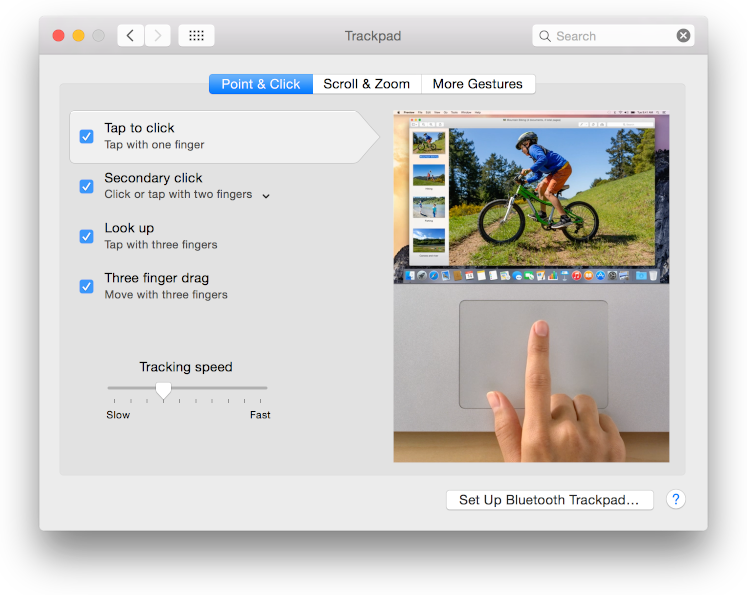 Trackpad
Search
Point & Click
Scroll & Zoom
More Gestures
Tap to click
Tap with one finger
Secondary click
Click or tap with two fingers
Look up
Tap with three fingers
Three finger drag
Move with three fingers
Tracking speed
Slow
Fast
Set Up Bluetooth Trackpad…
?